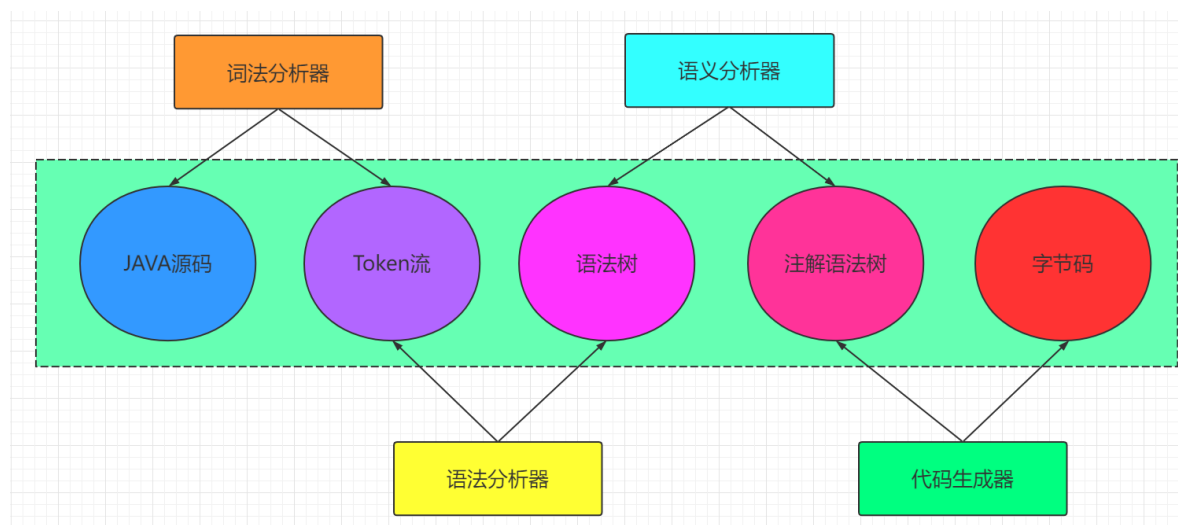 词法分析器
语义分析器
JAVA源码
Token流
语法树
注解语法树
字节码
语法分析器
代码生成器